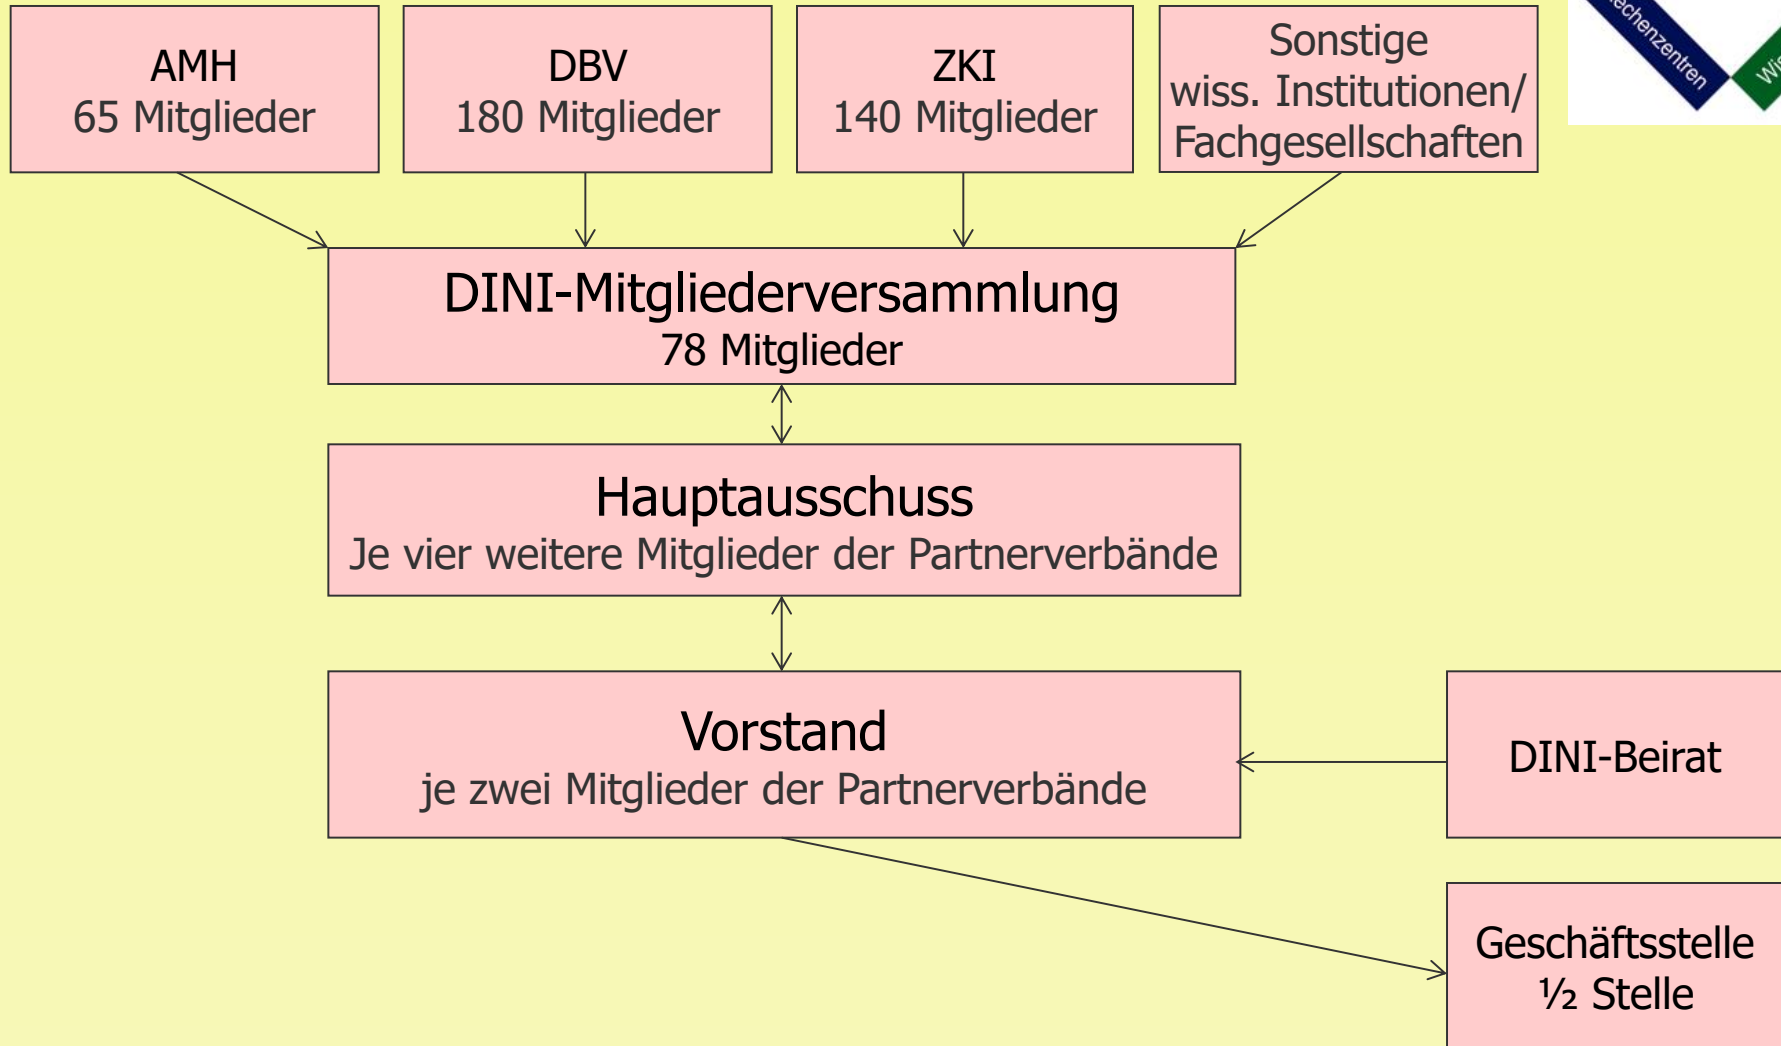 AMH
65 Mitglieder
DBV
180 Mitglieder
ZKI
140 Mitglieder
Sonstige
wiss. Institutionen/
Fachgesellschaften
DINI-Mitgliederversammlung
78 Mitglieder
Hauptausschuss
Je vier weitere Mitglieder der Partnerverbände
Vorstand
je zwei Mitglieder der Partnerverbände
DINI-Beirat
Geschäftsstelle
½ Stelle